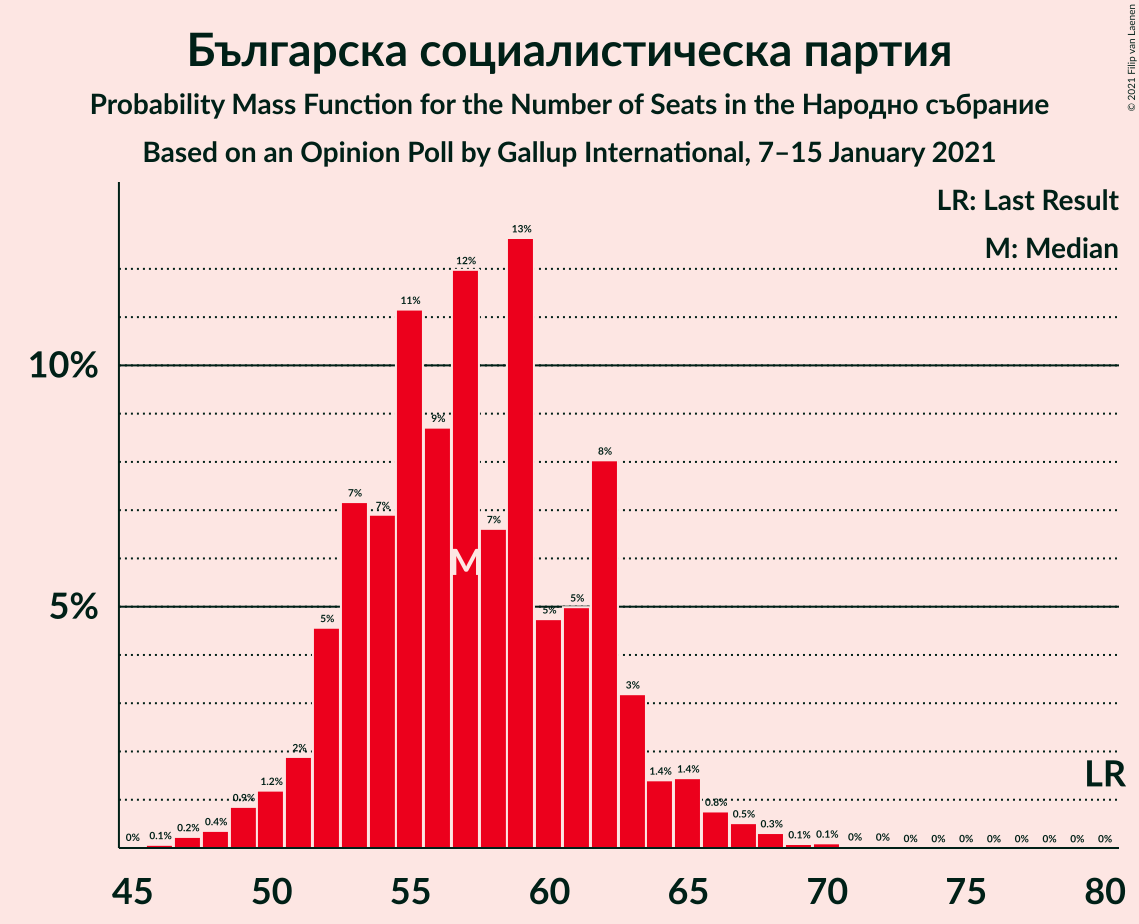 Българска социалистическа партия
Probability Mass Function for the Number of Seats in the Народно събрание
Based on an Opinion Poll by Gallup International, 7–15 January 2021
© 2021 Filip van Laenen
LR: Last Result
M: Median
10%
5%
0% 0.1% 0.2% 0.4% 0.9% 1.2% 2% 5% 7% 7% 11% 9% 12% 7% 13% 5% 5% 8% 3% 1.4% 1.4% 0.8% 0.5% 0.3% 0.1% 0.1% 0% 0% 0% 0% 0% 0% 0% 0% 0% 0%
M
LR
45 50 55 60 65 70 75 80